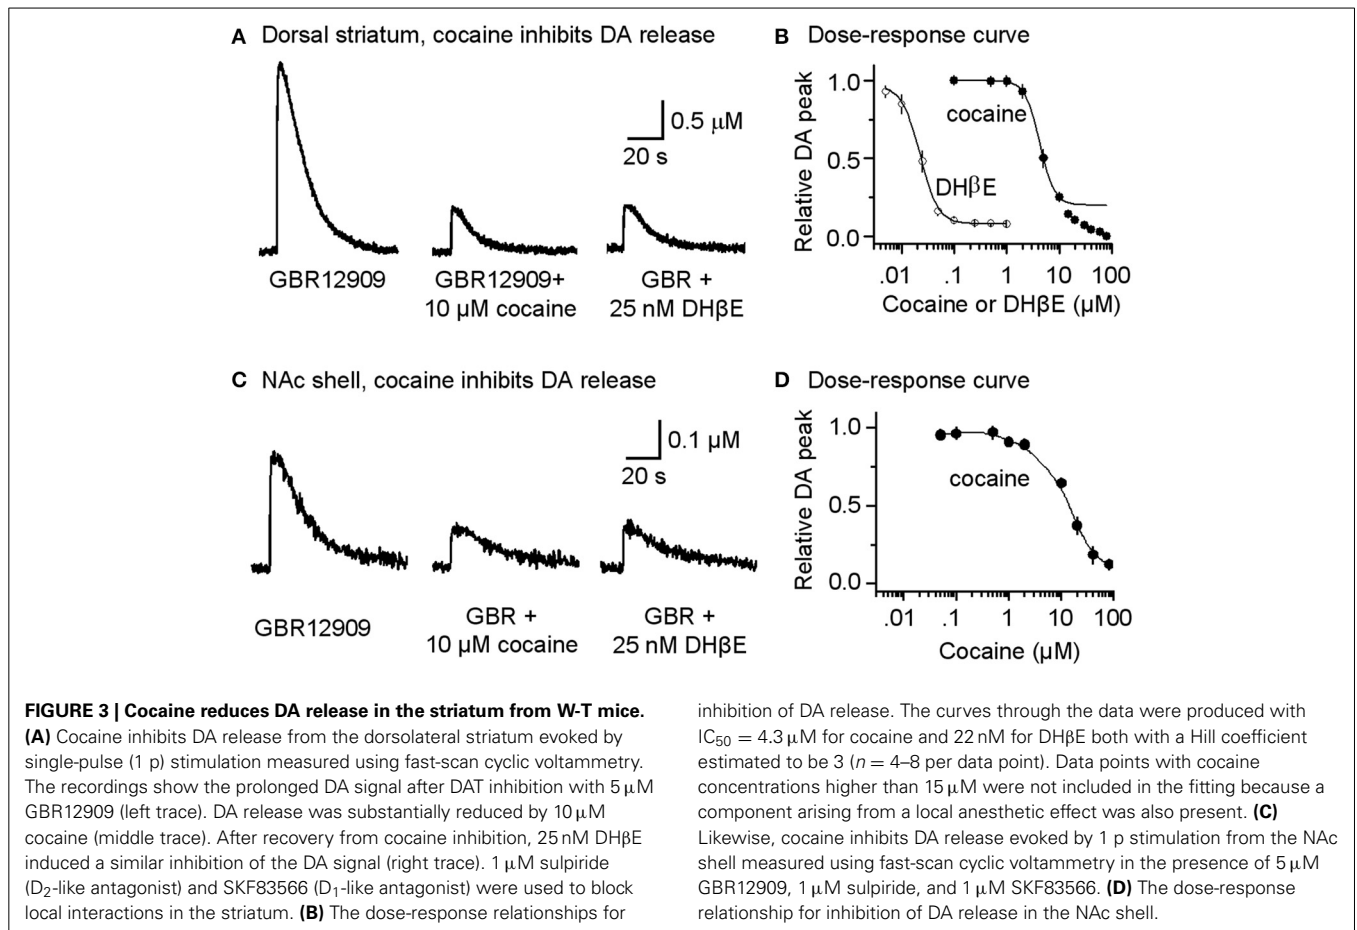 A Dorsal striatum, cocaine inhibits DA release
0.5 μM
20 s
GBR12909
GBR12909+
10 μM cocaine
GBR +
25 nM DHβE
B Dose-response curve
Relative DA peak
1.0
0.5
0.0
cocaine
DHβE
.01 .1 1 10 100
Cocaine or DHβE (μM)
C NAc shell, cocaine inhibits DA release
0.1 μM
20 s
GBR12909
GBR +
10 μM cocaine
GBR +
25 nM DHβE
D Dose-response curve
Relative DA peak
1.0
0.5
0.0
cocaine
.01 .1 1 10 100
Cocaine (μM)
FIGURE 3 | Cocaine reduces DA release in the striatum from W-T mice.
(A) Cocaine inhibits DA release from the dorsolateral striatum evoked by
single-pulse (1 p) stimulation measured using fast-scan cyclic voltammetry.
The recordings show the prolonged DA signal after DAT inhibition with 5 μM
GBR12909 (left trace). DA release was substantially reduced by 10 μM
cocaine (middle trace). After recovery from cocaine inhibition, 25 nM DHβE
induced a similar inhibition of the DA signal (right trace). 1 μM sulpiride
(D2-like antagonist) and SKF83566 (D1-like antagonist) were used to block
local interactions in the striatum. (B) The dose-response relationships for
inhibition of DA release. The curves through the data were produced with
IC50 = 4.3 μM for cocaine and 22 nM for DHβE both with a Hill coefficient
estimated to be 3 (n = 4–8 per data point). Data points with cocaine
concentrations higher than 15 μM were not included in the fitting because a
component arising from a local anesthetic effect was also present. (C)
Likewise, cocaine inhibits DA release evoked by 1 p stimulation from the NAc
shell measured using fast-scan cyclic voltammetry in the presence of 5 μM
GBR12909, 1 μM sulpiride, and 1 μM SKF83566. (D) The dose-response
relationship for inhibition of DA release in the NAc shell.